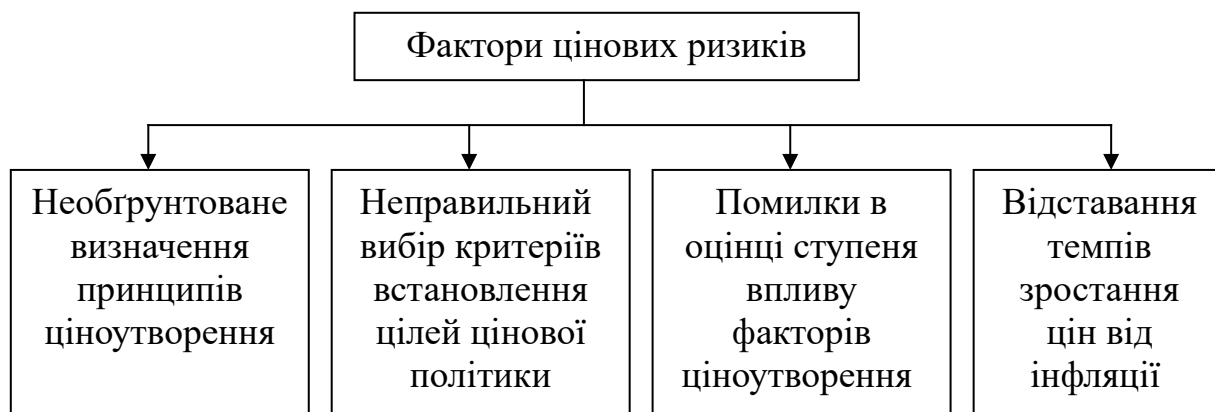 Фактори цінових ризиків
Необґрунтоване
визначення
принципів
ціноутворення
Неправильний
вибір критеріїв
встановлення
цілей цінової
політики
Помилки в
оцінці ступеня
впливу
факторів
ціноутворення
Відставання
темпів
зростання
цін від
інфляції